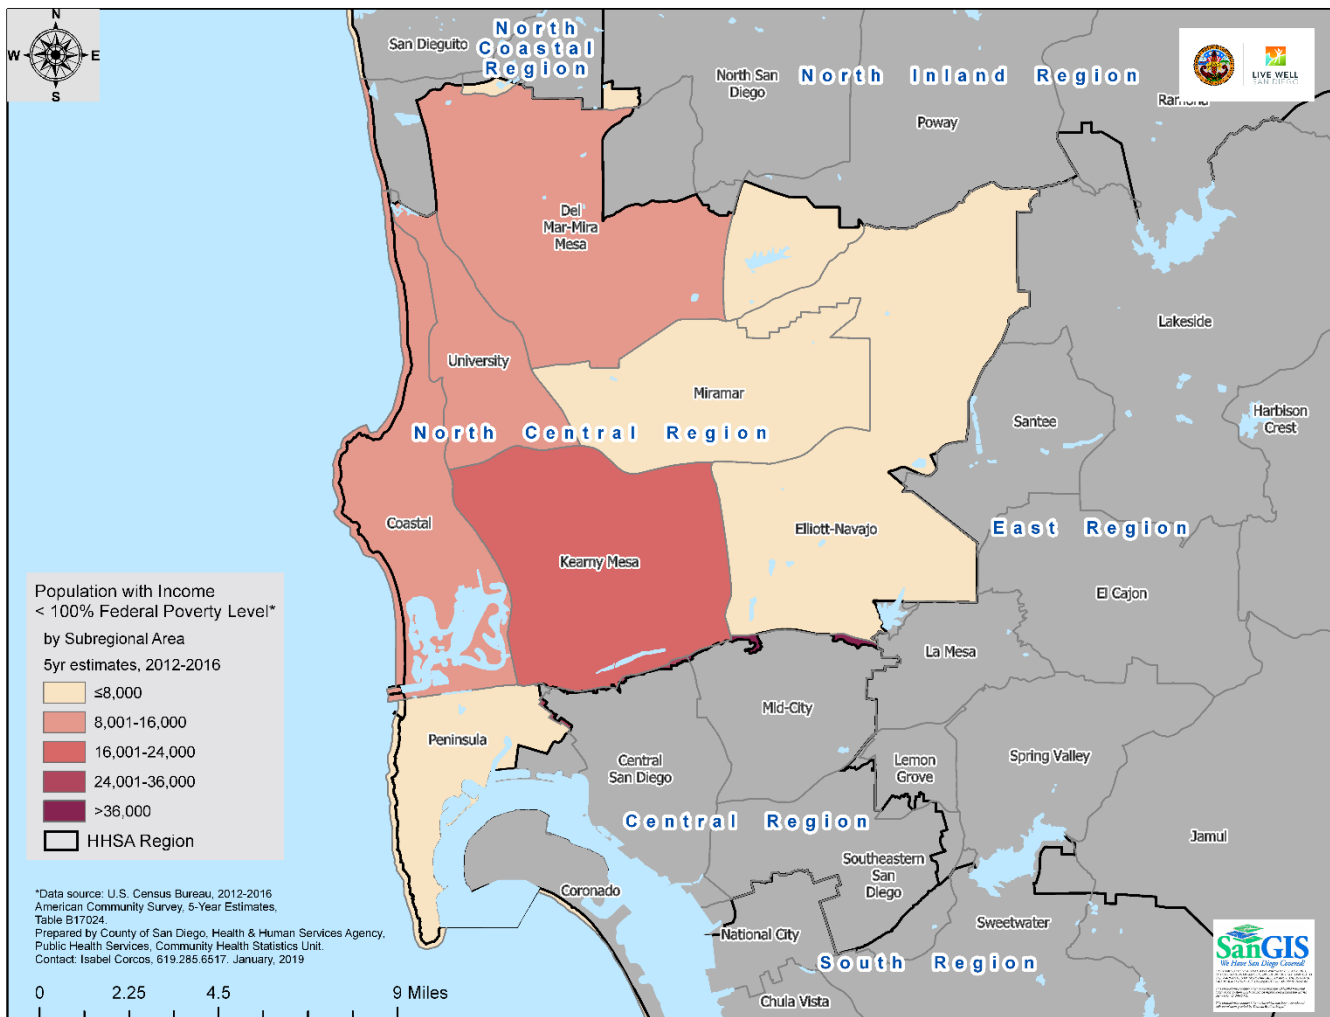 N
W
E
S
San Dieguito
North
Coastal
Region
North San
Diego
North Inland Region
Poway
Ramona
LIVE WELL
SAN DIEGO
Del
Mar-Mira
Mesa
Lakeside
University
Miramar
Santee
Harbison
Crest
North Central Region
Coastal
Elliott-Navajo
East Region
Kearny Mesa
El Cajon
La Mesa
Mid-City
Peninsula
Central
San Diego
Lemon
Grove
Spring Valley
Central Region
Jamul
Southeastern
San
Diego
Coronado
National City
Sweetwater
South Region
Chula Vista
Population with Income
< 100% Federal Poverty Level*
by Subregional Area
5yr estimates, 2012-2016
≤8,000
8,001-16,000
16,001-24,000
24,001-36,000
>36,000
HHSA Region
*Data source: U.S. Census Bureau, 2012-2016
American Community Survey, 5-Year Estimates,
Table B17024.
Prepared by County of San Diego, Health & Human Services Agency,
Public Health Services, Community Health Statistics Unit.
Contact: Isabel Corcos, 619.285.6517. January, 2019
0 2.25 4.5 9 Miles
SanGIS
We Have San Diego Covered!